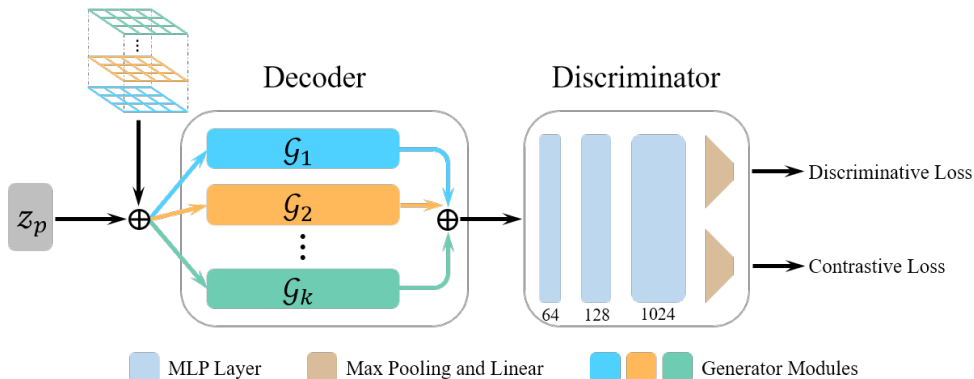 Decoder
Discriminator
z_p
⊕
𝒢_1
𝒢_2
⋮
𝒢_k
⊕
64 128 1024
Discriminative Loss
Contrastive Loss
MLP Layer Max Pooling and Linear Generator Modules